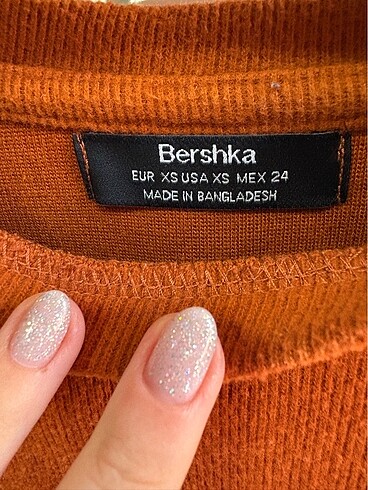 Bershka
EUR XS USA XS MEX 24
MADE IN BANGLADESH